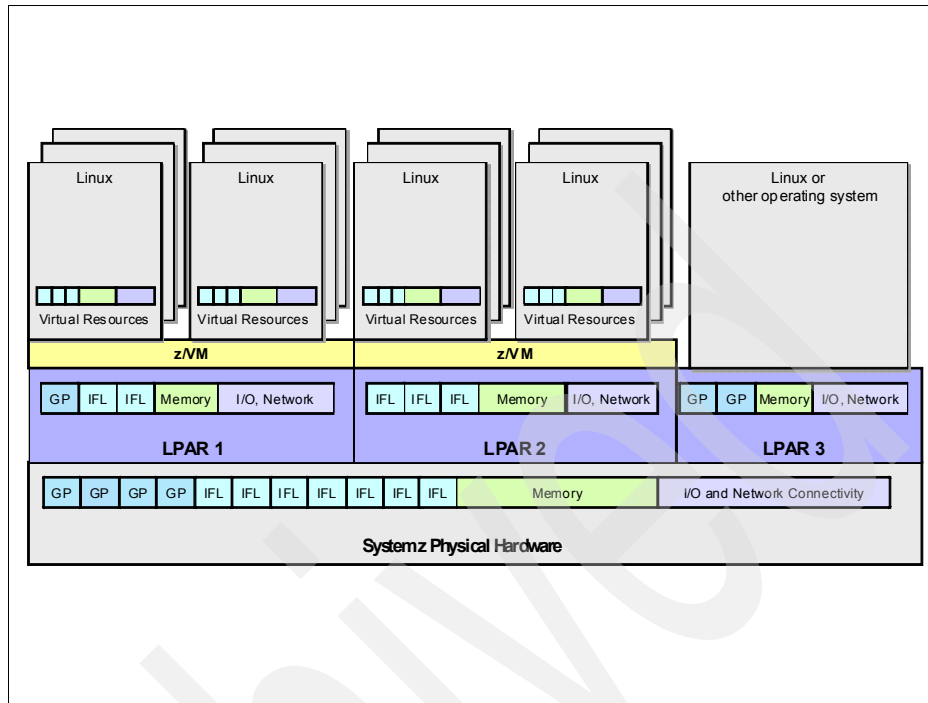 Linux
Linux
Linux
Linux
Linux or
other operating system
Virtual Resources
Virtual Resources
Virtual Resources
Virtual Resources
z/VM
z/VM
GP IFL IFL Memory I/O, Network
IFL IFL IFL Memory I/O, Network
GP GP Memory I/O, Network
LPAR 1
LPAR 2
LPAR 3
GP GP GP GP IFL IFL IFL IFL IFL IFL IFL Memory I/O and Network Connectivity
System z Physical Hardware
hived